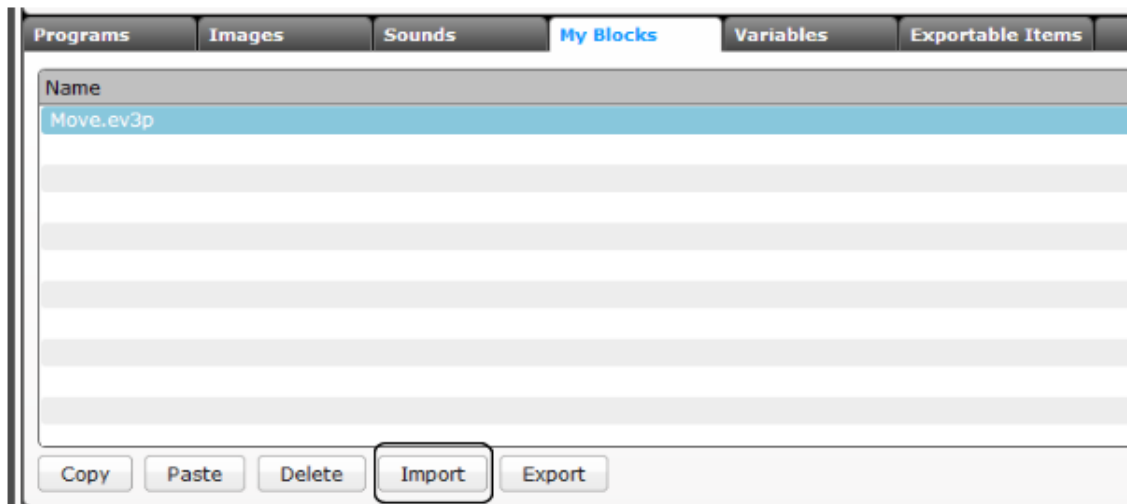 Programs Images Sounds My Blocks Variables Exportable Items
Name
Move.ev3p
Copy Paste Delete Import Export